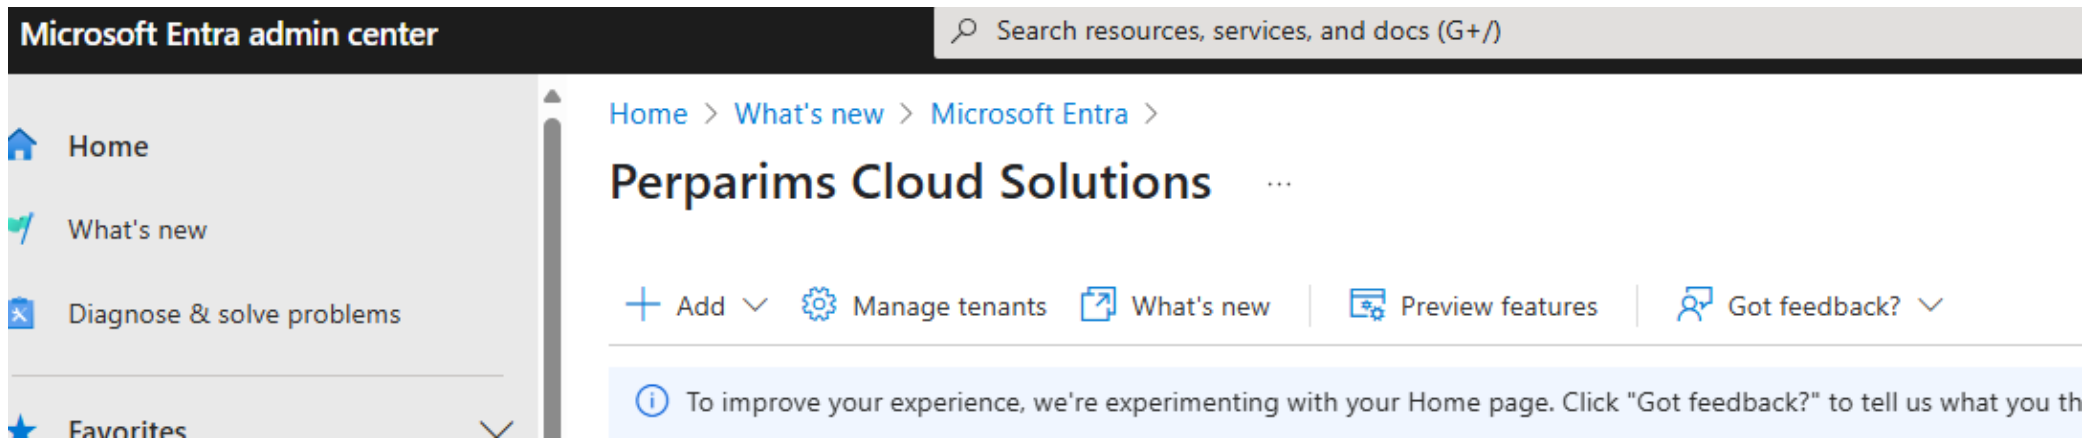 Microsoft Entra admin center
Search resources, services, and docs (G+/)
Home
What's new
Diagnose & solve problems
Favorites
Home > What's new > Microsoft Entra >
Perparims Cloud Solutions ...
Add
Manage tenants
What's new
Preview features
Got feedback?
To improve your experience, we're experimenting with your Home page. Click "Got feedback?" to tell us what you